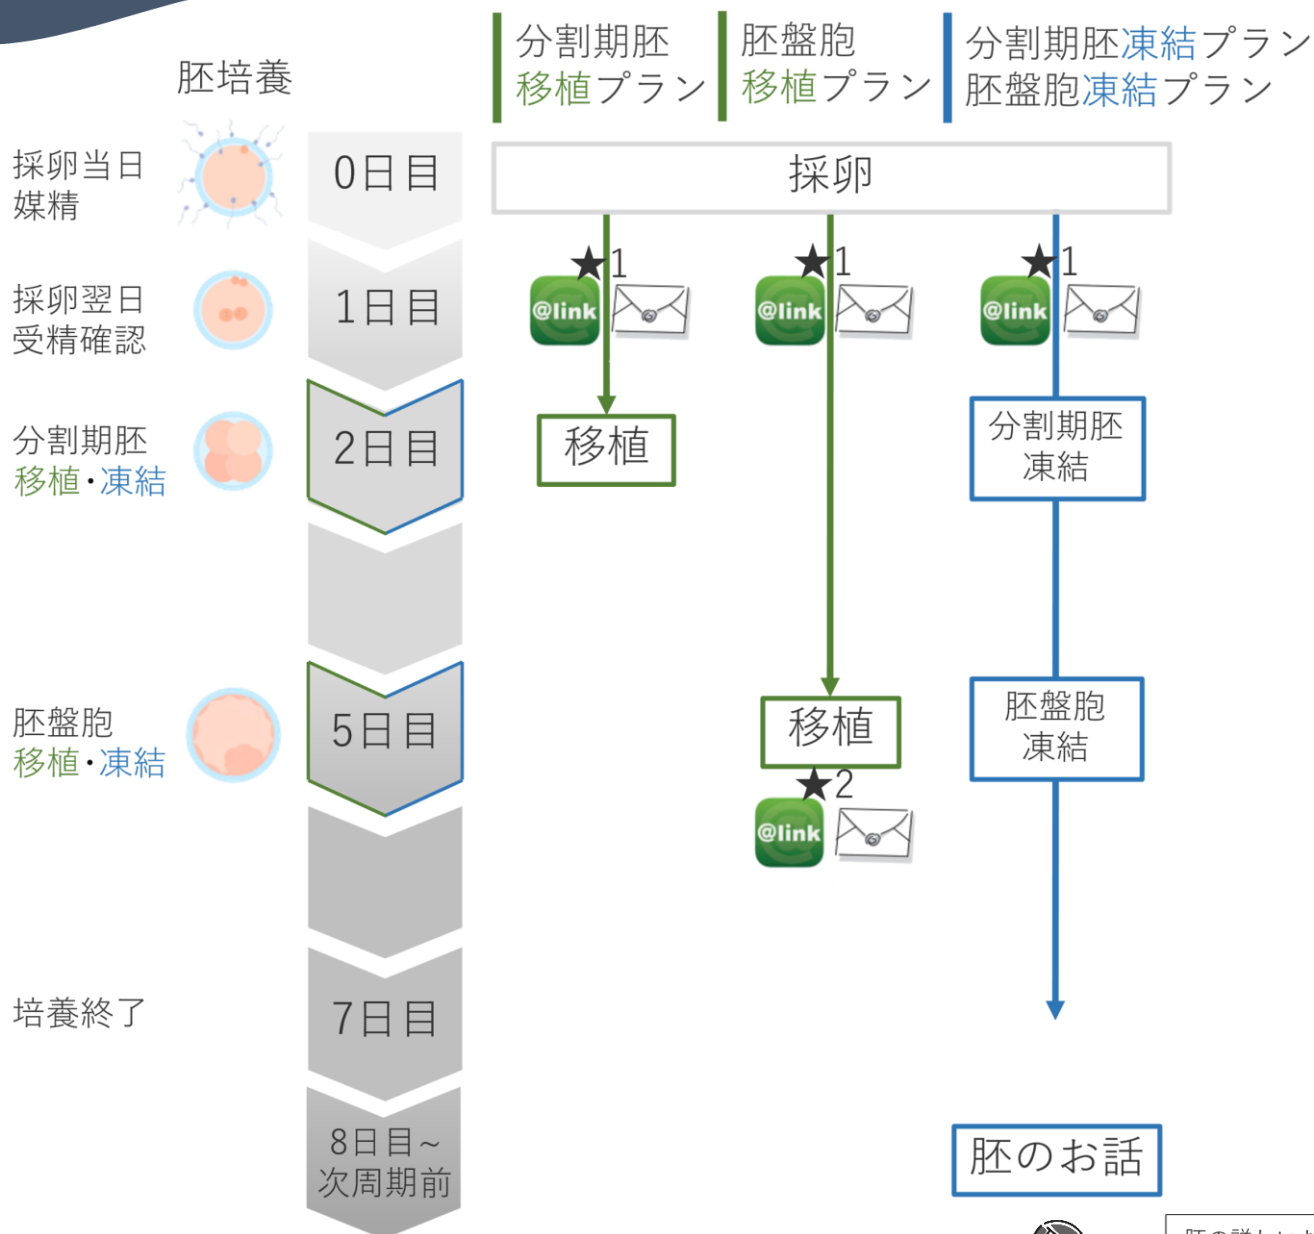 分割期胚
移植プラン
胚盤胞
移植プラン
分割期胚凍結プラン
胚盤胞凍結プラン
胚培養
採卵当日
媒精
0日目
採卵
採卵翌日
受精確認
1日目
★1
@link
★1
@link
★1
@link
分割期胚
移植・凍結
2日目
移植
分割期胚
凍結
胚盤胞
移植・凍結
5日目
移植
胚盤胞
凍結
★2
@link
培養終了
7日目
8日目~
次周期前
胚のお話